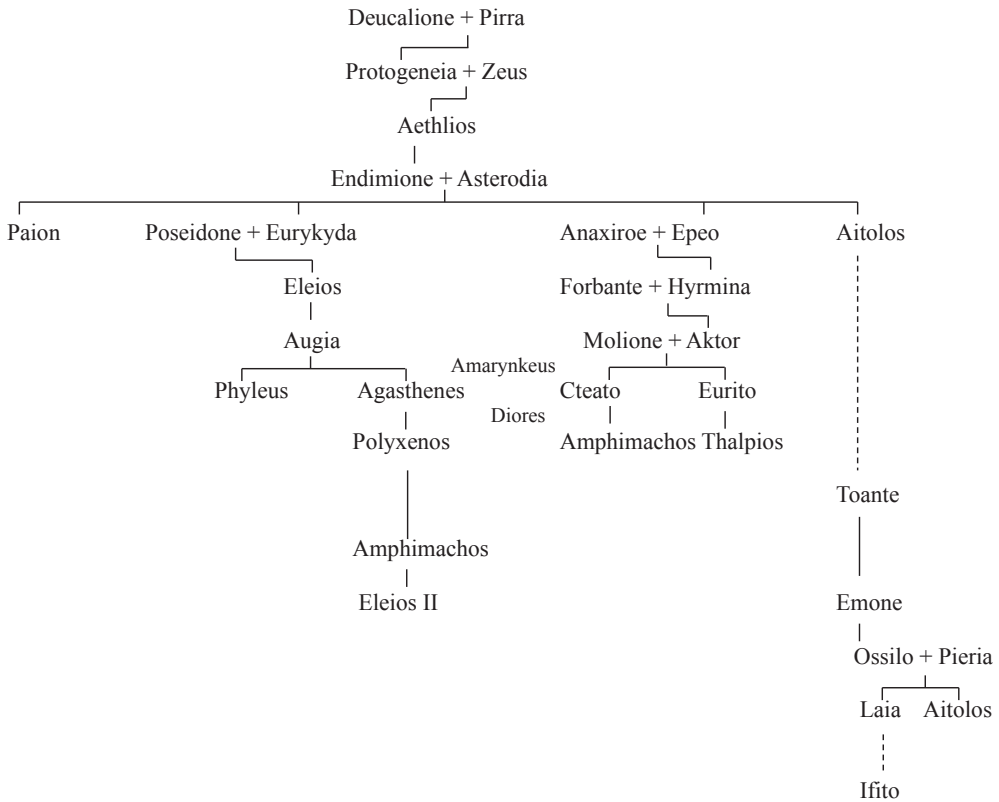 Deucalione + Pirra
Protogeneia + Zeus
Aethlios
Endimione + Asterodia
Paion Poseidone + Eurykyda Anaxiroe + Epeo Aitolos
Eleios Forbante + Hyrmina
Augia Molione + Aktor
Amarynkeus
Phyleus Agasthenes Cteato Eurito
Diores
Polyxenos Amphimachos Thalpios
Toante
Amphimachos
Eleios II Emone
Ossilo + Pieria
Laia Aitolos
Ifito